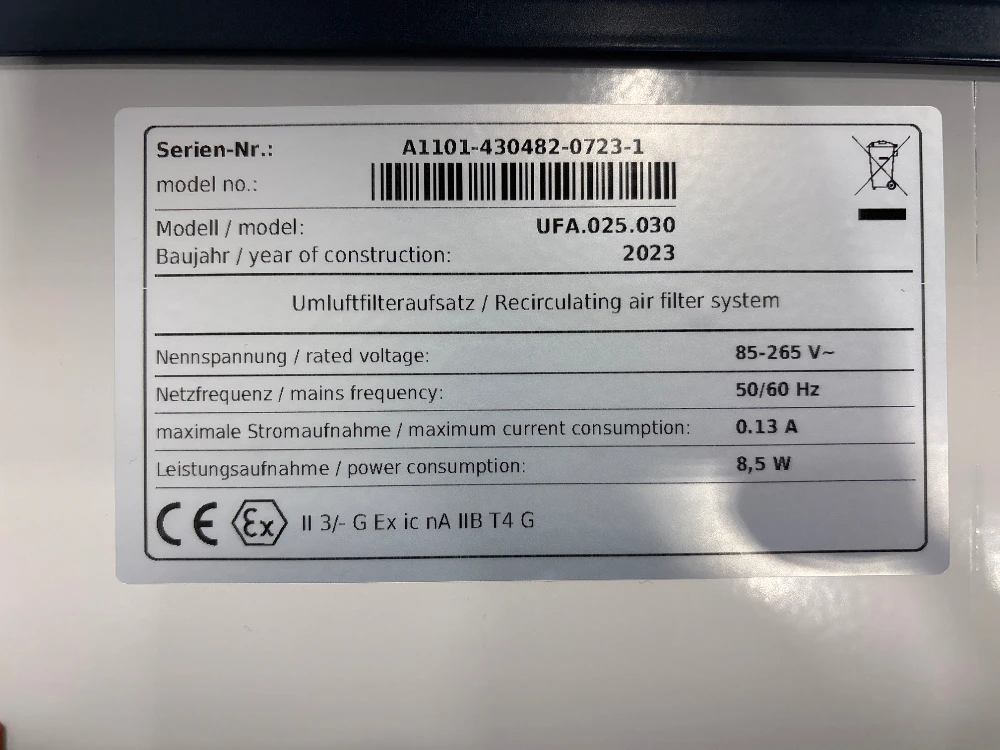 Serien-Nr.: A1101-430482-0723-1
model no.:
Modell / model: UFA.025.030
Baujahr / year of construction: 2023
Umluftfilteraufsatz / Recirculating air filter system
Nennspannung / rated voltage: 85-265 V~
Netzfrequenz / mains frequency: 50/60 Hz
maximale Stromaufnahme / maximum current consumption: 0.13 A
Leistungsaufnahme / power consumption: 8,5 W
CE Ex II 3/- G Ex ic nA IIB T4 G